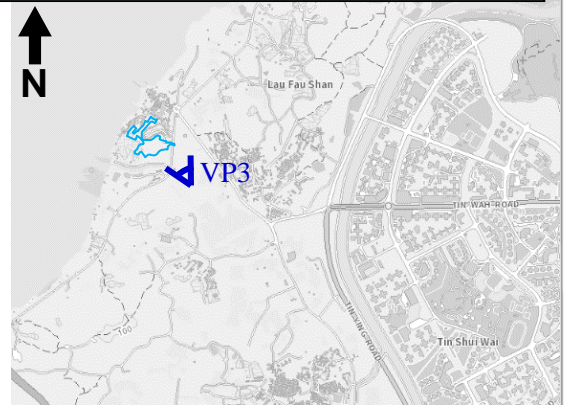 N
Lau Fau Shan
VP3
TIN WAH ROAD
TIN YING ROAD
100
Tin Shui Wai